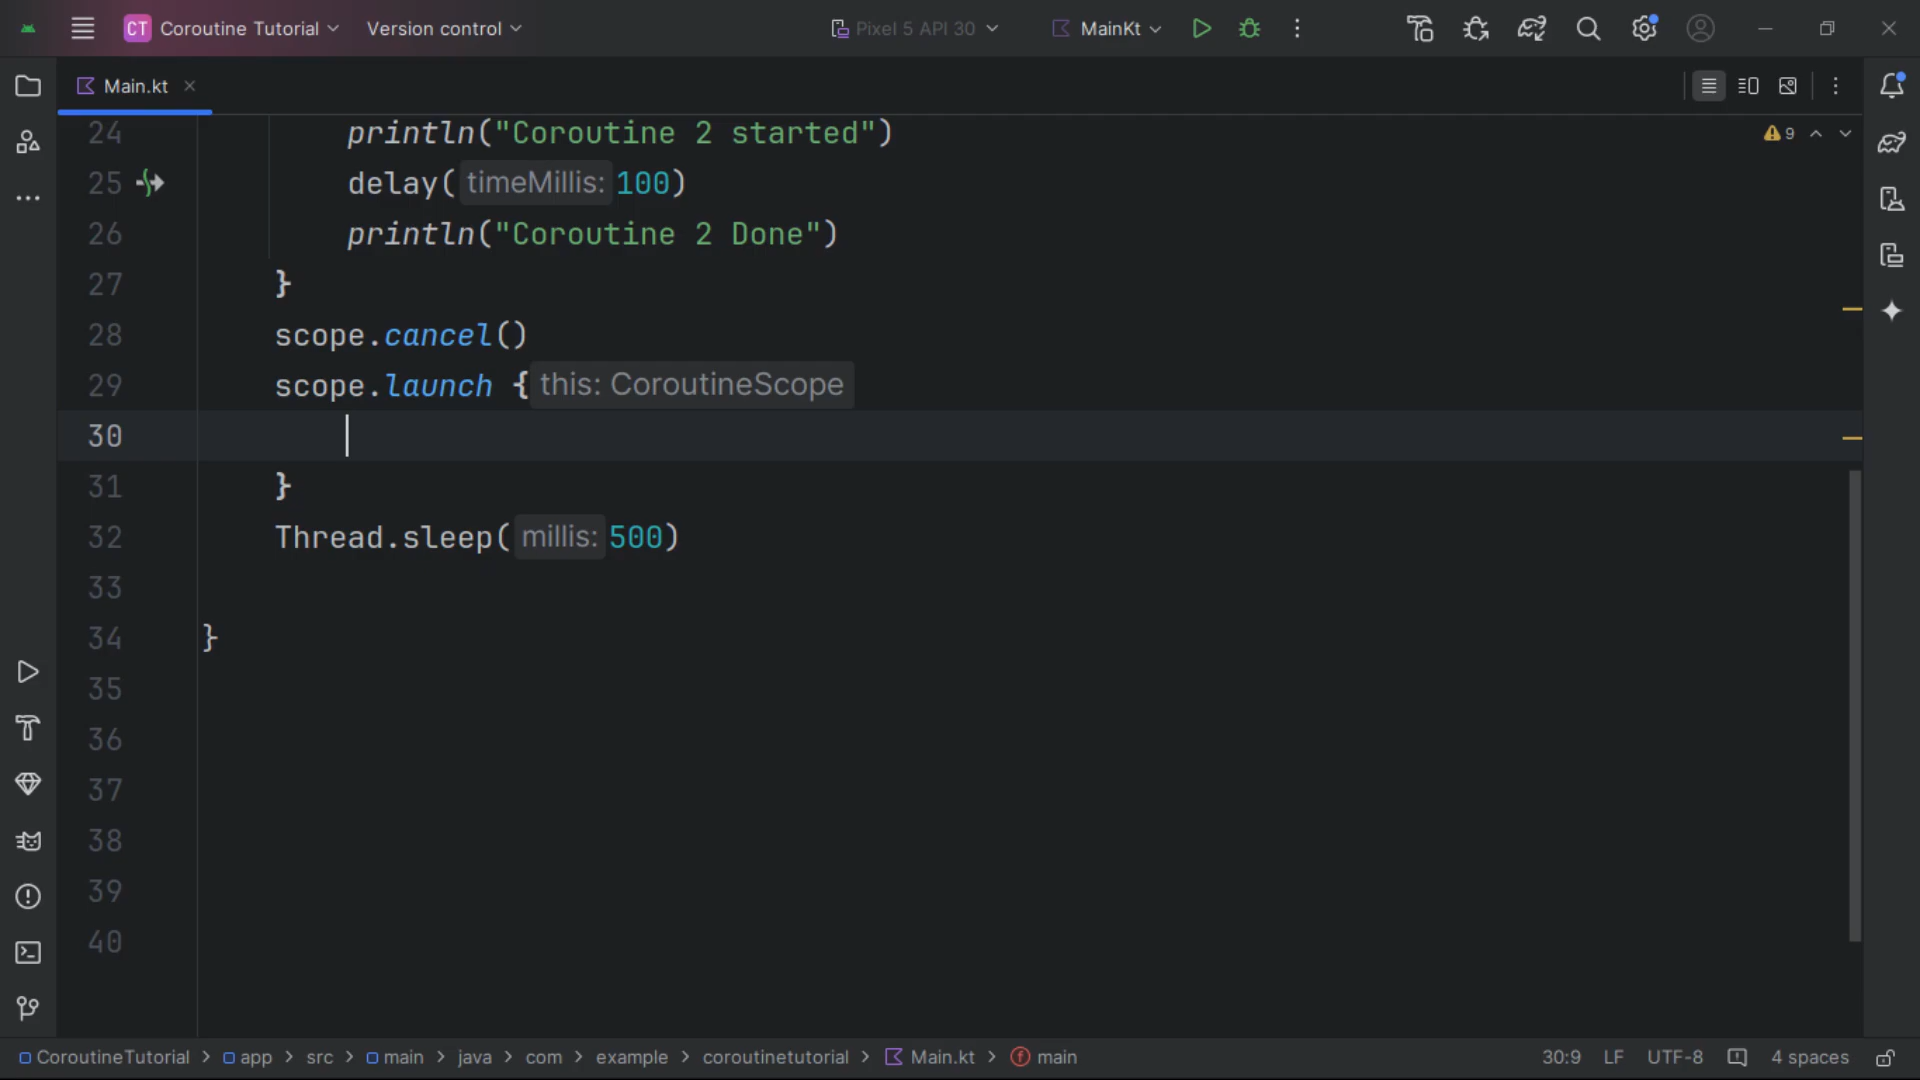 CT Coroutine Tutorial Version control Pixel 5 API 30 MainKt
Main.kt
24 println("Coroutine 2 started") 9
25 delay( timeMillis: 100)
26 println("Coroutine 2 Done")
27 }
28 scope.cancel()
29 scope.launch { this: CoroutineScope
30
31 }
32 Thread.sleep( millis: 500)
33
34 }
35
36
37
38
39
40
CoroutineTutorial > app > src > main > java > com > example > coroutinetutorial > Main.kt > main 30:9 LF UTF-8 4 spaces